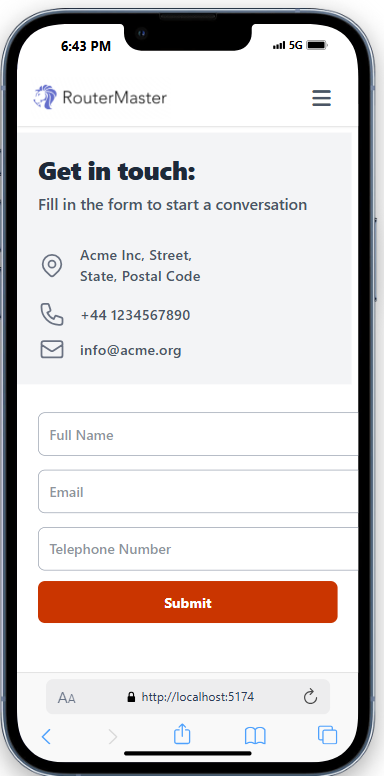 6:43 PM
5G
RouterMaster
Get in touch:
Fill in the form to start a conversation
Acme Inc, Street,
State, Postal Code
+44 1234567890
info@acme.org
Full Name
Email
Telephone Number
Submit
AA
http://localhost:5174